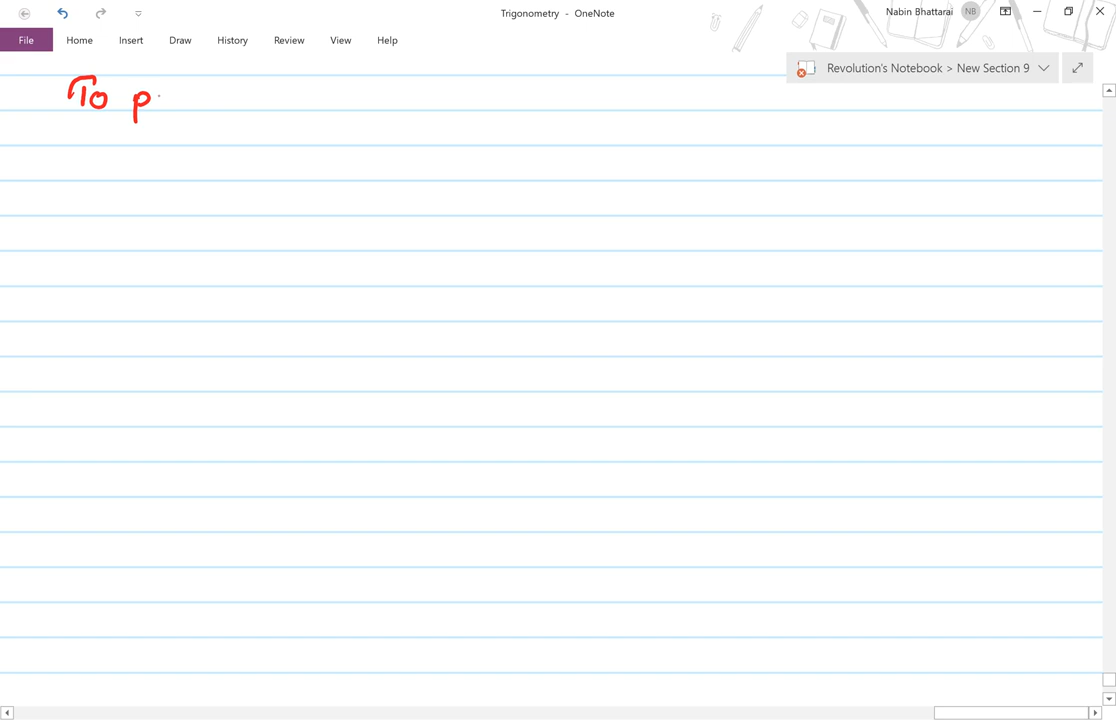 Trigonometry - OneNote
Nabin Bhattarai NB
File Home Insert Draw History Review View Help
Revolution's Notebook > New Section 9
To p